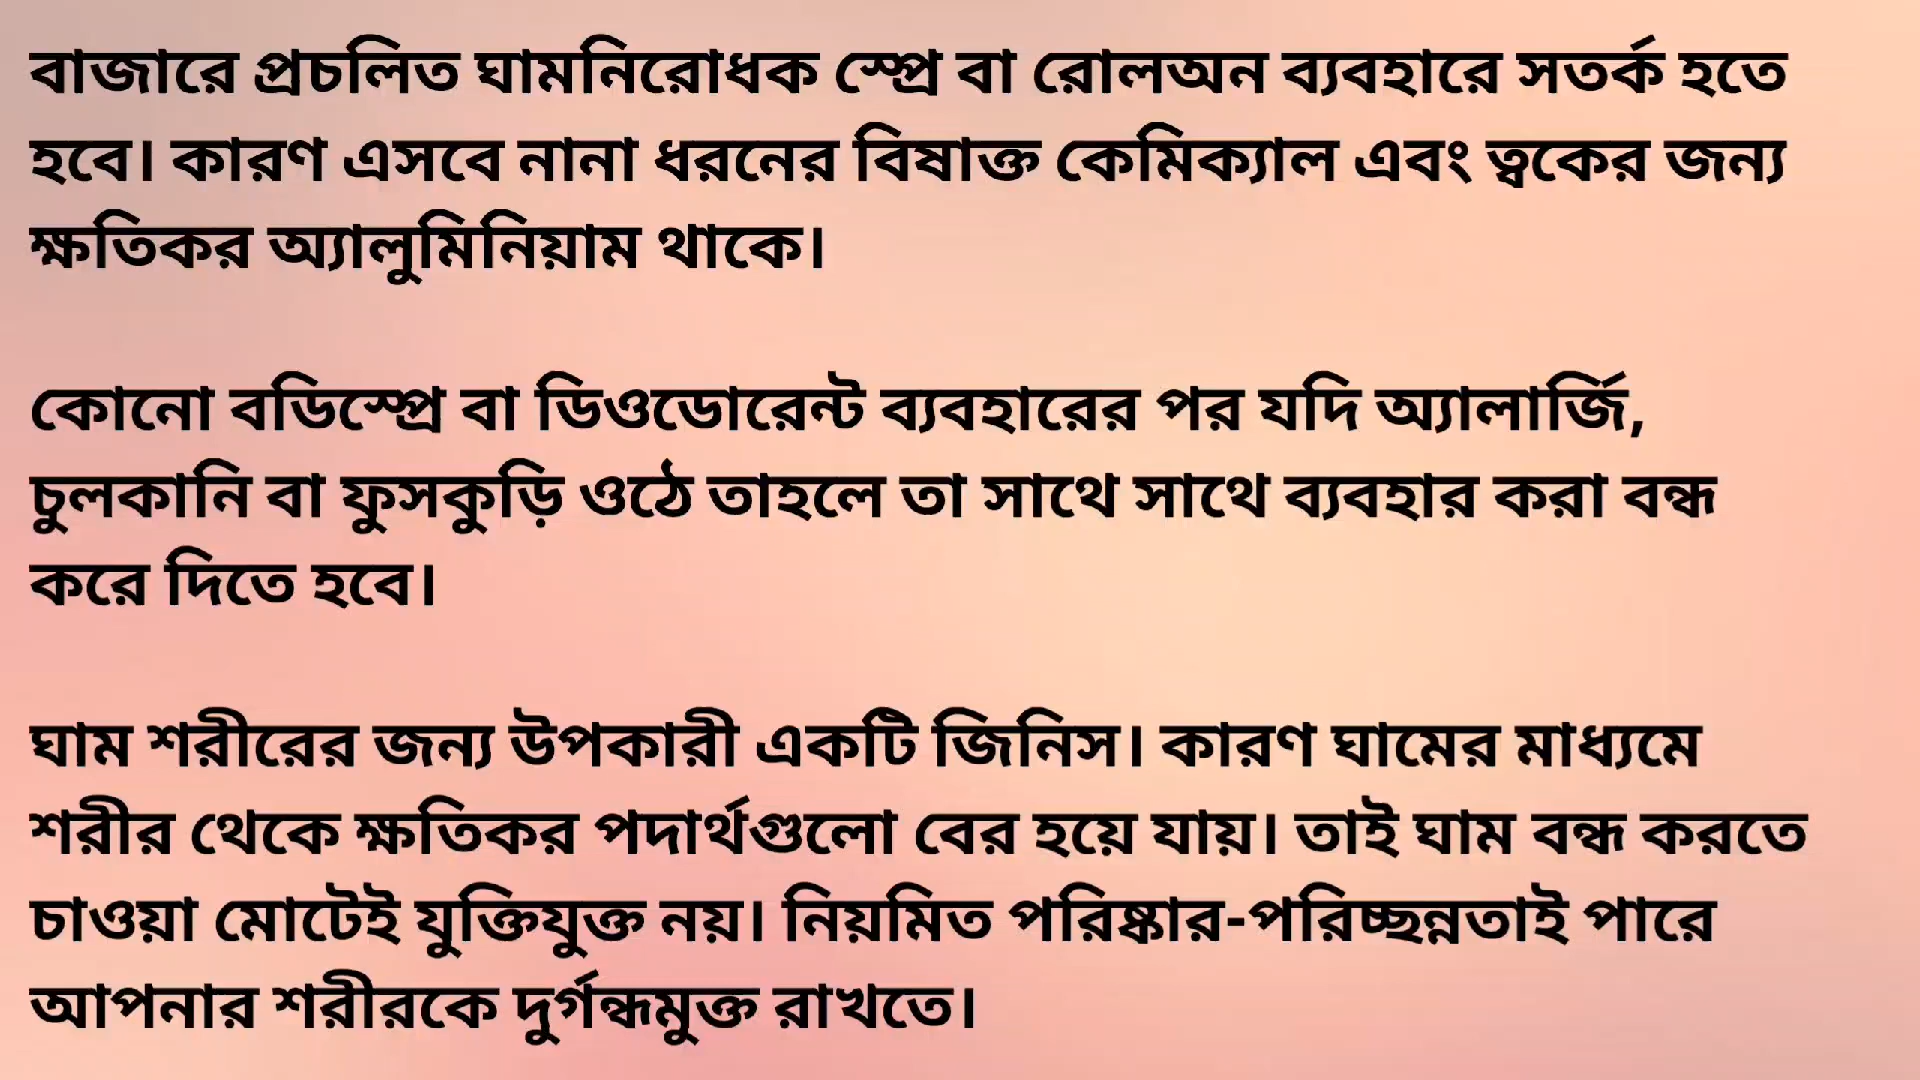 বাজারে প্রচলিত ঘামনিরোধক স্প্রে বা রোলঅন ব্যবহারে সতর্ক হতে
হবে। কারণ এসবে নানা ধরনের বিষাক্ত কেমিক্যাল এবং ত্বকের জন্য
ক্ষতিকর অ্যালুমিনিয়াম থাকে।
কোনো বডিস্প্রে বা ডিওডোরেন্ট ব্যবহারের পর যদি অ্যালার্জি,
চুলকানি বা ফুসকুড়ি ওঠে তাহলে তা সাথে সাথে ব্যবহার করা বন্ধ
করে দিতে হবে।
ঘাম শরীরের জন্য উপকারী একটি জিনিস। কারণ ঘামের মাধ্যমে
শরীর থেকে ক্ষতিকর পদার্থগুলো বের হয়ে যায়। তাই ঘাম বন্ধ করতে
চাওয়া মোটেই যুক্তিযুক্ত নয়। নিয়মিত পরিষ্কার-পরিচ্ছন্নতাই পারে
আপনার শরীরকে দুর্গন্ধমুক্ত রাখতে।